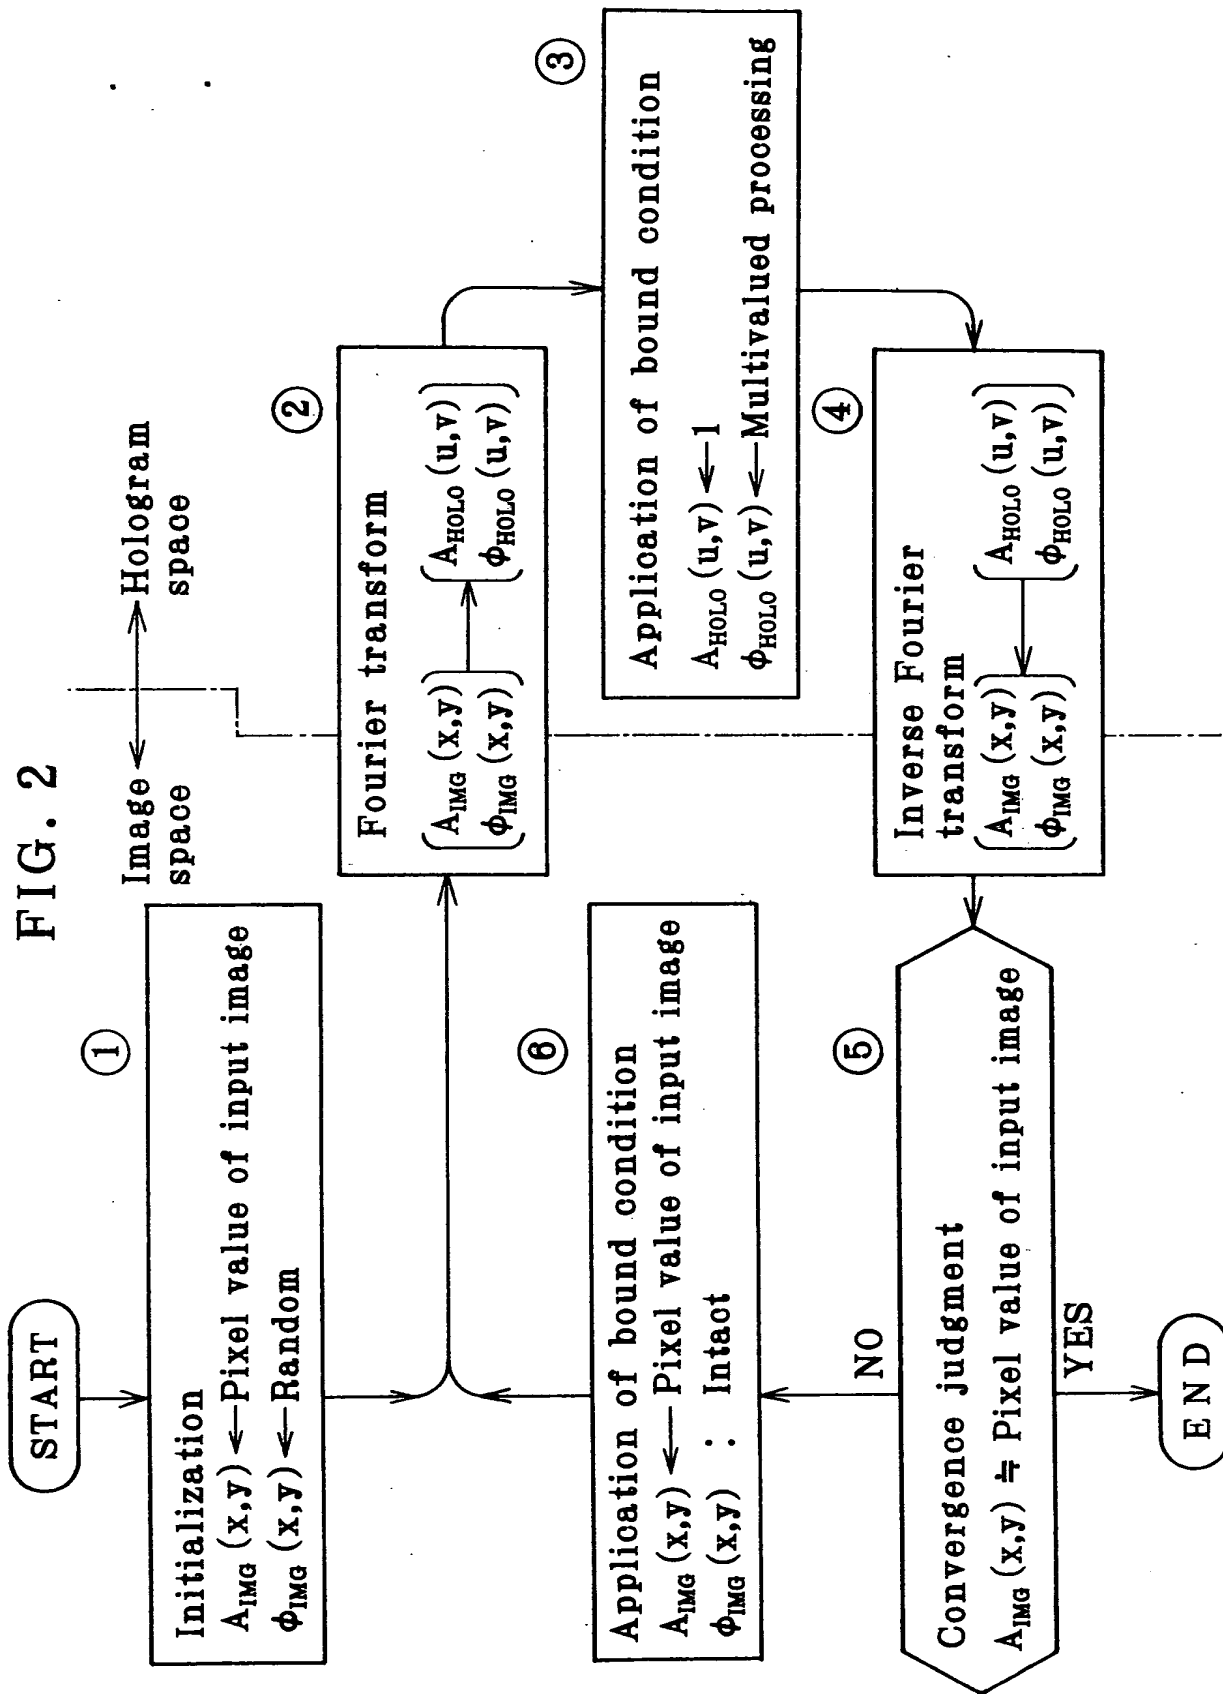 FIG. 2
Image space
Hologram space
START
①
Initialization
A_IMG (x,y) ← Pixel value of input image
ϕ_IMG (x,y) ← Random
②
Fourier transform
( A_IMG (x,y) ) → ( A_HOLO (u,v) )
( ϕ_IMG (x,y) ) ( ϕ_HOLO (u,v) )
③
Application of bound condition
A_HOLO (u,v) ← 1
ϕ_HOLO (u,v) ← Multivalued processing
④
Inverse Fourier
transform
( A_IMG (x,y) ) ← ( A_HOLO (u,v) )
( ϕ_IMG (x,y) ) ( ϕ_HOLO (u,v) )
⑤
Convergence judgment
A_IMG (x,y) ≒ Pixel value of input image
NO
YES
⑥
Application of bound condition
A_IMG (x,y) ← Pixel value of input image
ϕ_IMG (x,y) : Intact
END